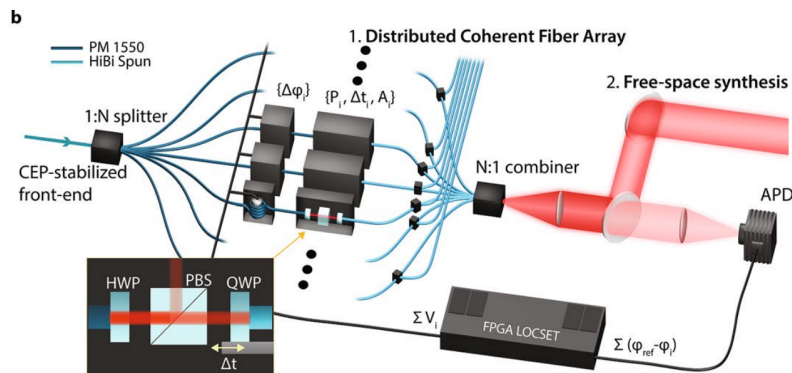 b
PM 1550
HiBi Spun
1. Distributed Coherent Fiber Array
2. Free-space synthesis
{Δφᵢ}
{Pᵢ, Δtᵢ, Aᵢ}
1:N splitter
CEP-stabilized
front-end
N:1 combiner
APD
HWP
PBS
QWP
Δt
Σ Vᵢ
FPGA LOCSET
Σ (φref-φᵢ)